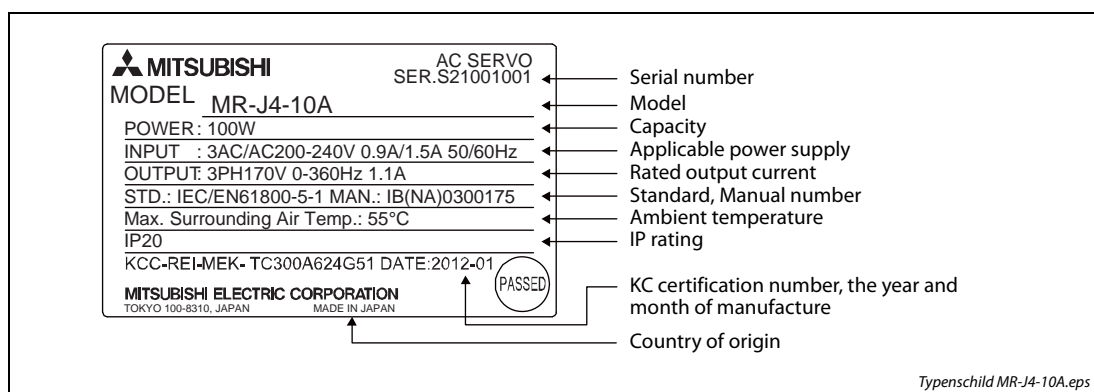 MITSUBISHI
AC SERVO
SER.S21001001
MODEL MR-J4-10A
POWER : 100W
INPUT : 3AC/AC200-240V 0.9A/1.5A 50/60Hz
OUTPUT: 3PH170V 0-360Hz 1.1A
STD.: IEC/EN61800-5-1 MAN.: IB(NA)0300175
Max. Surrounding Air Temp.: 55°C
IP20
KCC-REI-MEK- TC300A624G51 DATE:2012-01
PASSED
MITSUBISHI ELECTRIC CORPORATION
TOKYO 100-8310, JAPAN MADE IN JAPAN
Serial number
Model
Capacity
Applicable power supply
Rated output current
Standard, Manual number
Ambient temperature
IP rating
KC certification number, the year and
month of manufacture
Country of origin
Typenschild MR-J4-10A.eps